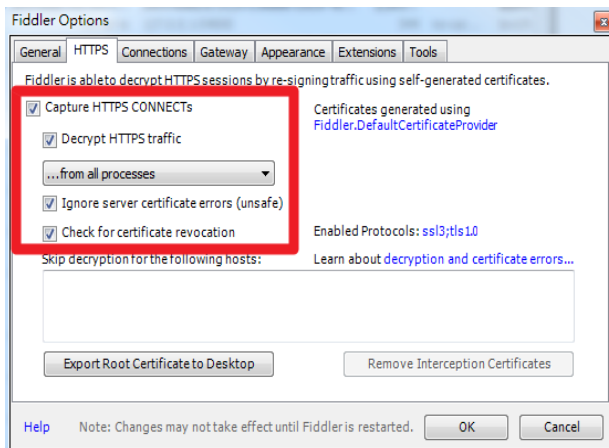 Fiddler Options
General HTTPS Connections Gateway Appearance Extensions Tools
Fiddler is able to decrypt HTTPS sessions by re-signing traffic using self-generated certificates.
Capture HTTPS CONNECTs
Certificates generated using
Fiddler.DefaultCertificateProvider
Decrypt HTTPS traffic
...from all processes
Ignore server certificate errors (unsafe)
Check for certificate revocation
Enabled Protocols: ssl3;tls1.0
Skip decryption for the following hosts:
Learn about decryption and certificate errors...
Export Root Certificate to Desktop
Remove Interception Certificates
Help
Note: Changes may not take effect until Fiddler is restarted.
OK
Cancel